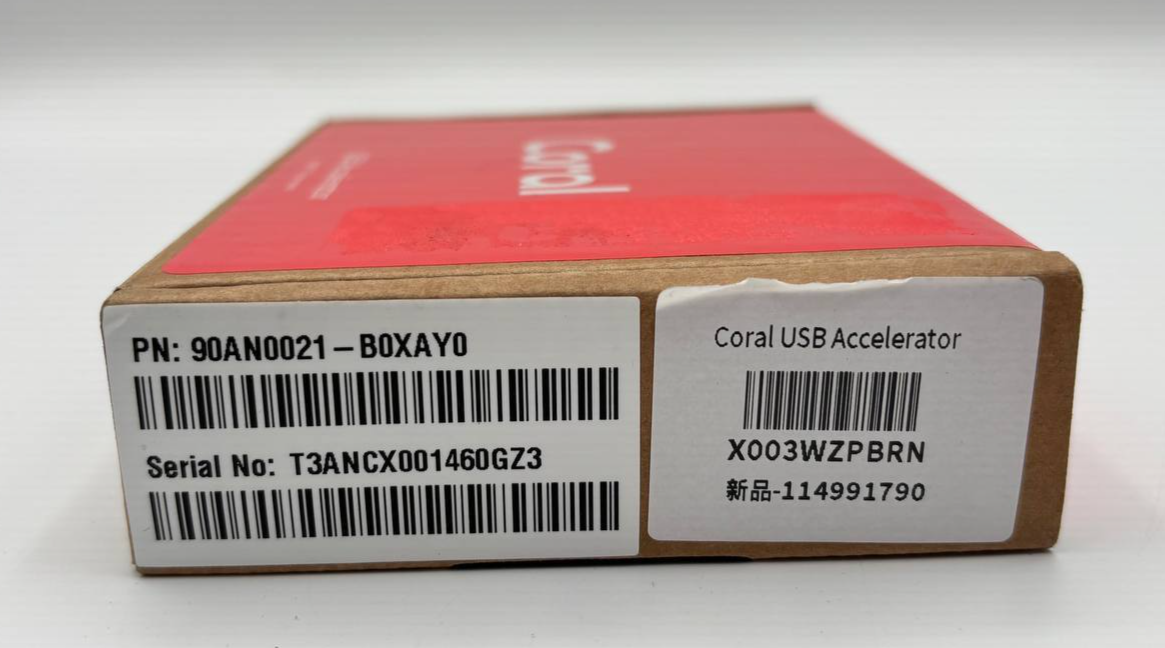 Coral
PN: 90AN0021-B0XAY0
Serial No: T3ANCX001460GZ3
Coral USB Accelerator
X003WZPBRN
新品-114991790